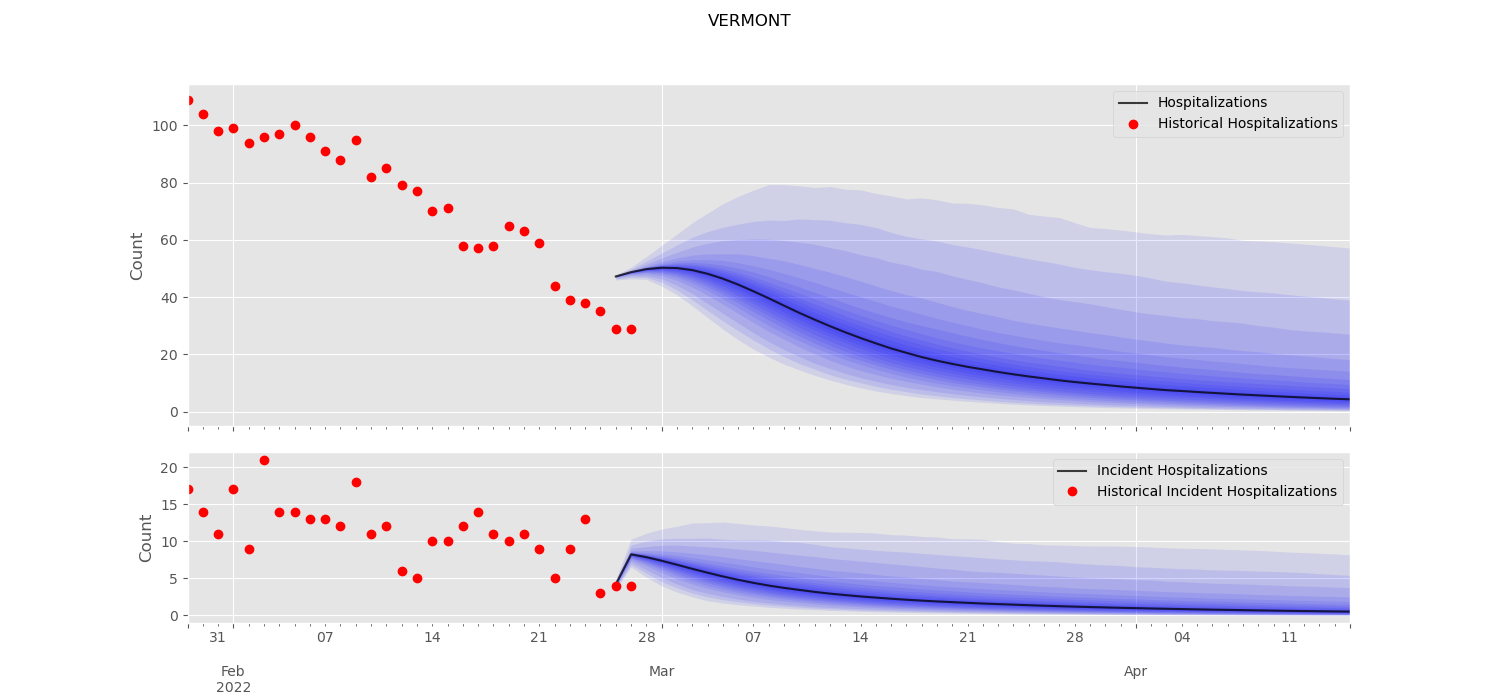 VERMONT
Hospitalizations
Historical Hospitalizations
Count
100
80
60
40
20
0
Incident Hospitalizations
Historical Incident Hospitalizations
Count
20
15
10
5
0
31 07 14 21 28 07 14 21 28 04 11
Feb Mar Apr
2022